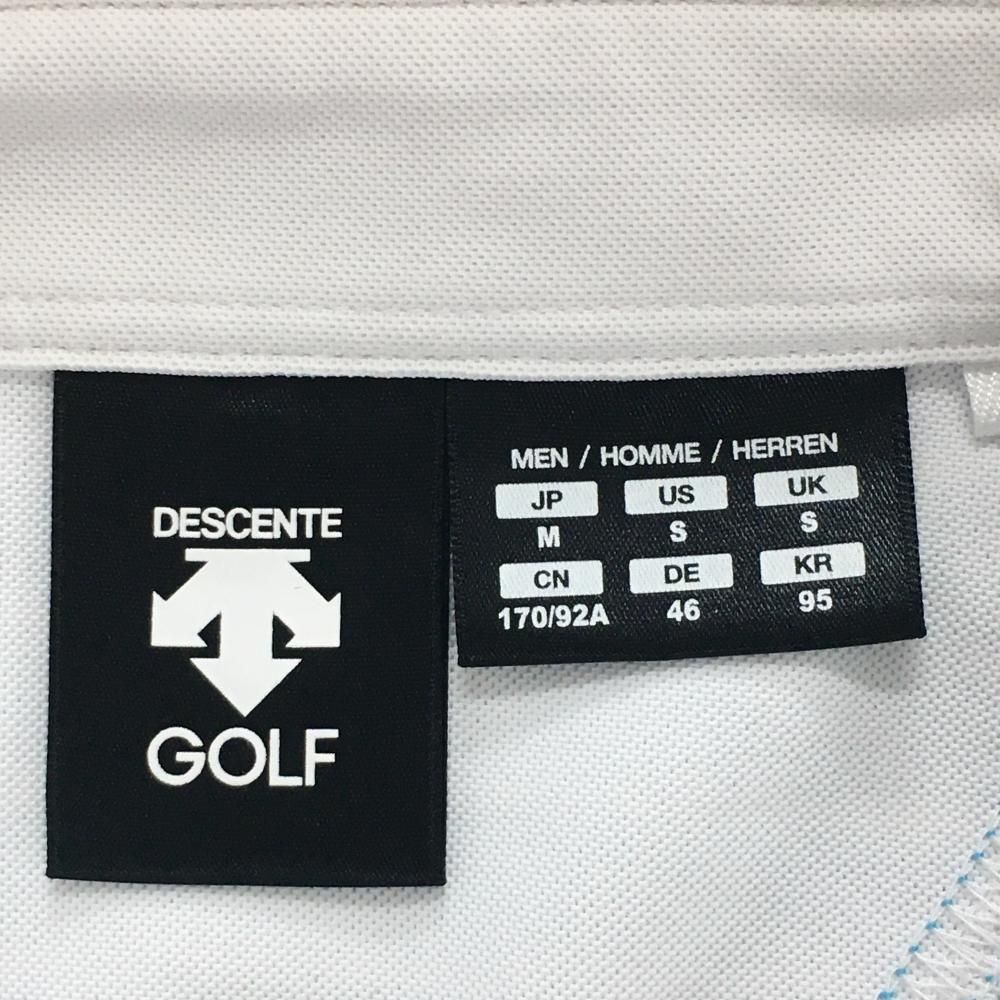 DESCENTE
GOLF
MEN / HOMME / HERREN
JP US UK
M S S
CN DE KR
170/92A 46 95